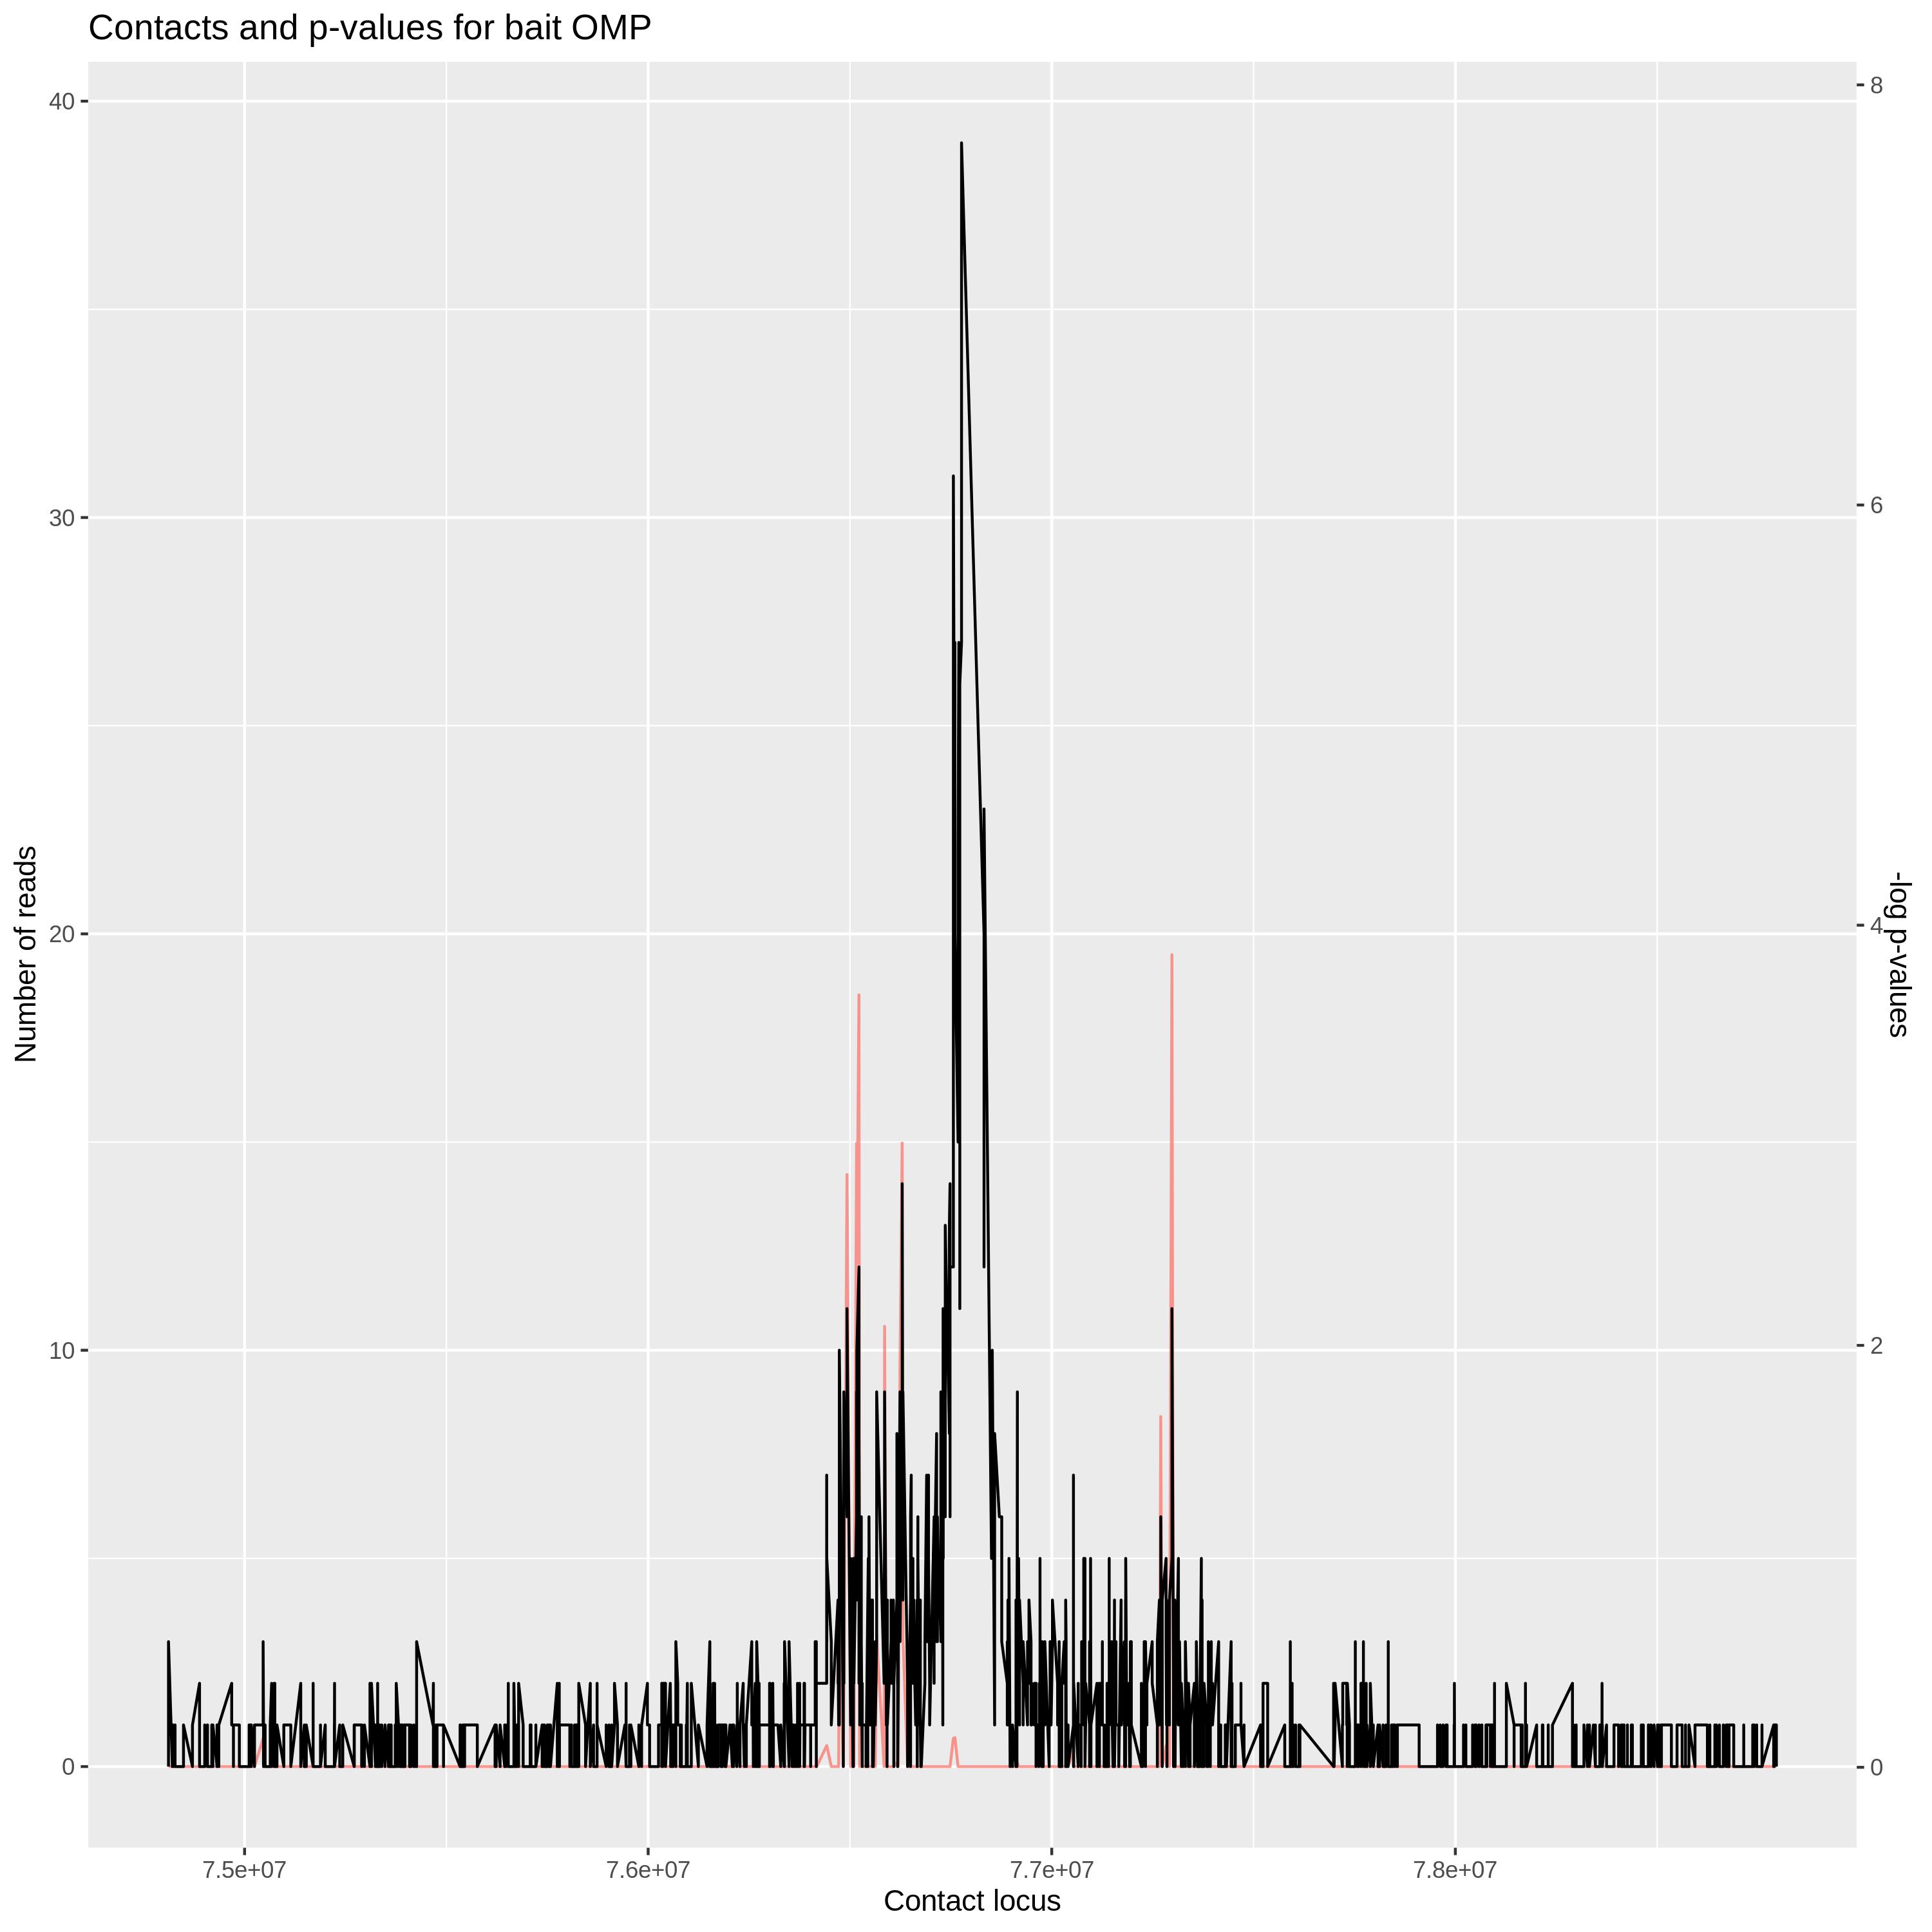 Contacts and p-values for bait OMP
40
30
20
10
0
Number of reads
8
6
4
2
0
-log p-values
7.5e+07
7.6e+07
7.7e+07
7.8e+07
Contact locus